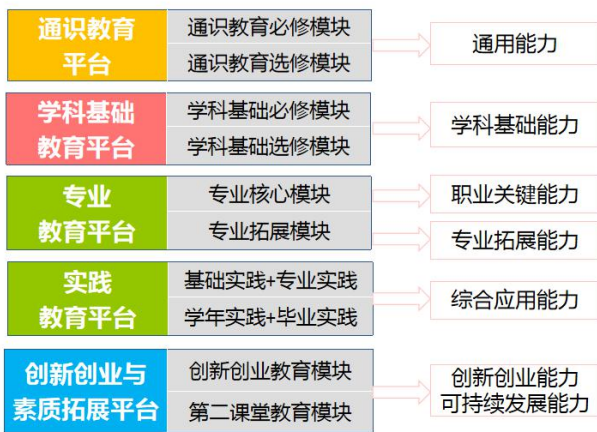 通识教育
平台
通识教育必修模块
通识教育选修模块
通用能力
学科基础
教育平台
学科基础必修模块
学科基础选修模块
学科基础能力
专业
教育平台
专业核心模块
专业拓展模块
职业关键能力
专业拓展能力
实践
教育平台
基础实践+专业实践
学年实践+毕业实践
综合应用能力
创新创业与
素质拓展平台
创新创业教育模块
第二课堂教育模块
创新创业能力
可持续发展能力